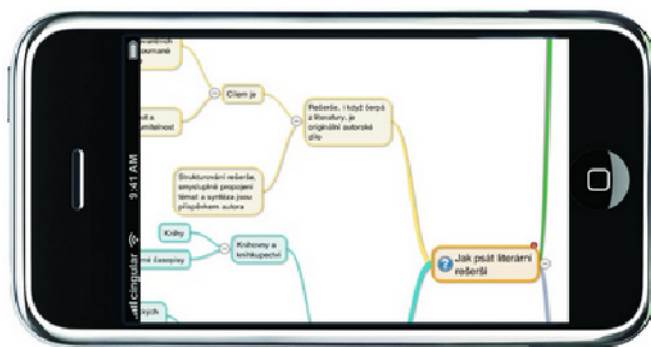 9:41 AM
cingular
Cílem je
Rešerše, i když čerpá
z literatury, je
originální autorské
dílo
Strukturování rešerše,
smysluplné propojení
témat a syntéza jsou
příspěvkem autora
Knihy
časopisy
Knihovny a
knihkupectví
Jak psát literární
rešerši